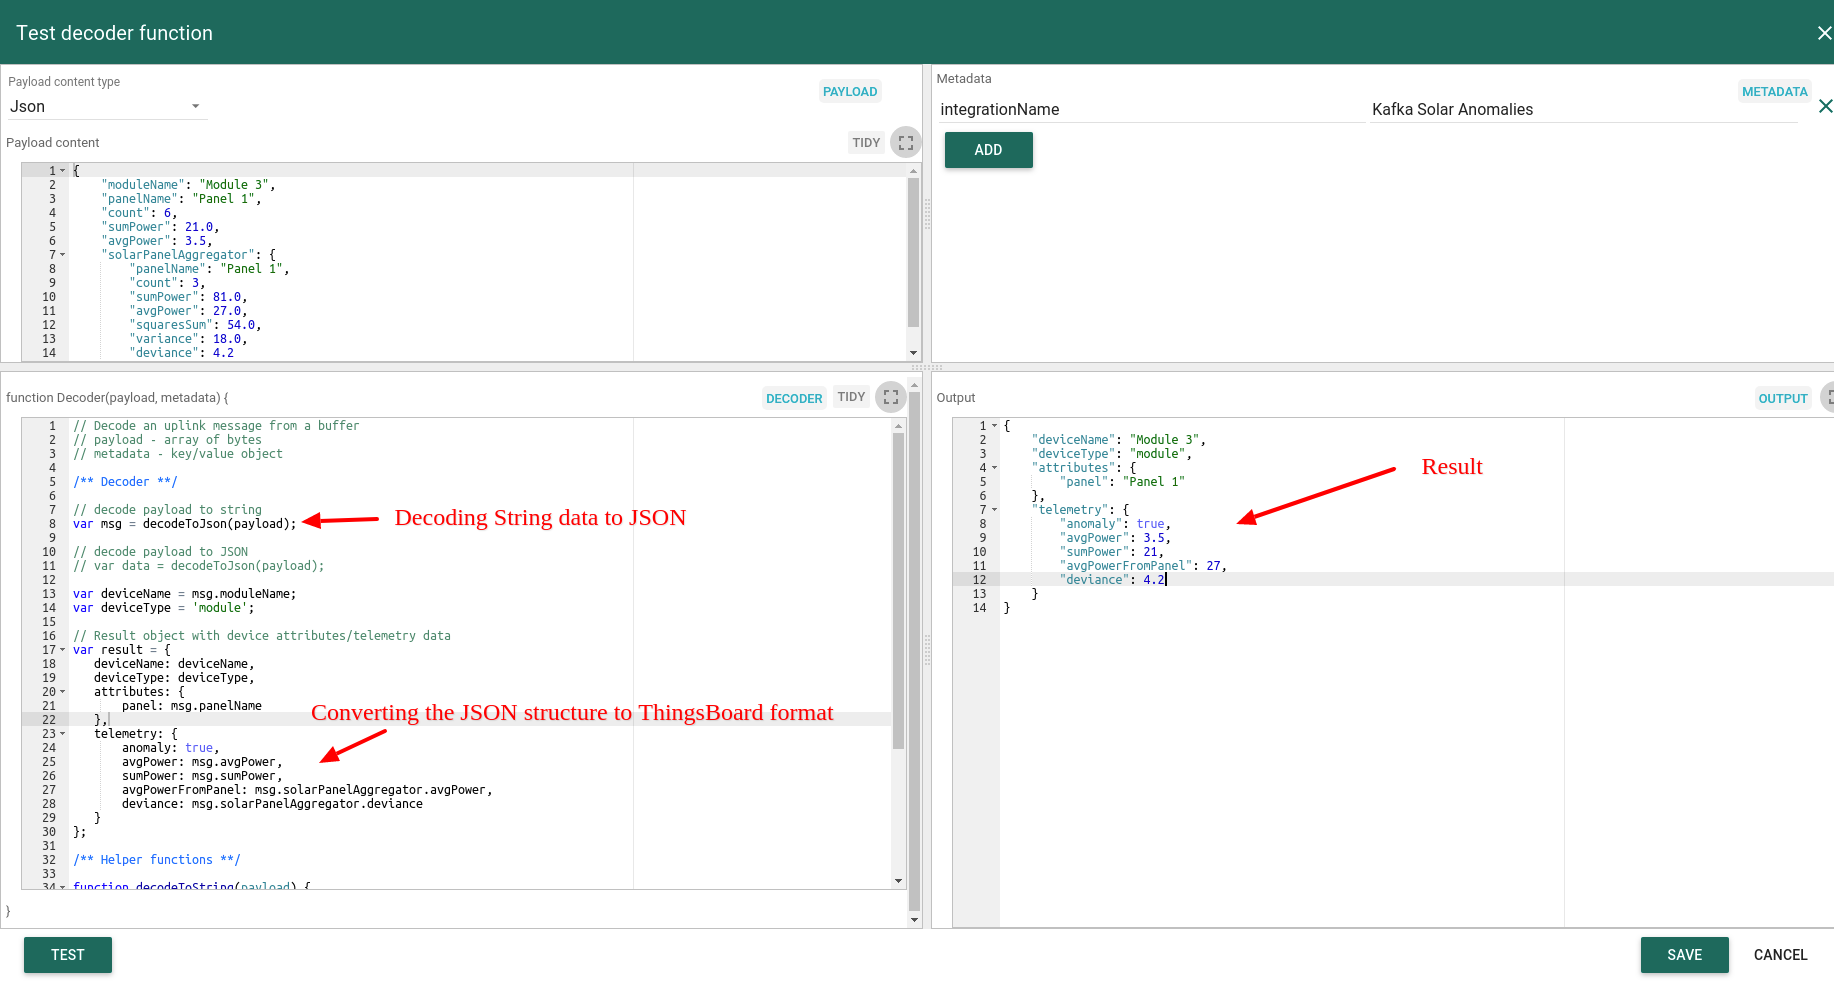 Test decoder function
Payload content type
Json
PAYLOAD
Payload content
TIDY
1 {
2 "moduleName": "Module 3",
3 "panelName": "Panel 1",
4 "count": 6,
5 "sumPower": 21.0,
6 "avgPower": 3.5,
7 "solarPanelAggregator": {
8 "panelName": "Panel 1",
9 "count": 3,
10 "sumPower": 81.0,
11 "avgPower": 27.0,
12 "squaresSum": 54.0,
13 "variance": 18.0,
14 "deviance": 4.2
Metadata
METADATA
integrationName
Kafka Solar Anomalies
ADD
function Decoder(payload, metadata) {
DECODER
TIDY
1 // Decode an uplink message from a buffer
2 // payload - array of bytes
3 // metadata - key/value object
4
5 /** Decoder **/
6
7 // decode payload to string
8 var msg = decodeToJson(payload);
Decoding String data to JSON
9
10 // decode payload to JSON
11 // var data = decodeToJson(payload);
12
13 var deviceName = msg.moduleName;
14 var deviceType = 'module';
15
16 // Result object with device attributes/telemetry data
17 var result = {
18 deviceName: deviceName,
19 deviceType: deviceType,
20 attributes: {
21 panel: msg.panelName
22 },
Converting the JSON structure to ThingsBoard format
23 telemetry: {
24 anomaly: true,
25 avgPower: msg.avgPower,
26 sumPower: msg.sumPower,
27 avgPowerFromPanel: msg.solarPanelAggregator.avgPower,
28 deviance: msg.solarPanelAggregator.deviance
29 }
30 };
31
32 /** Helper functions **/
33
34 function decodeToString(payload) {
}
Output
OUTPUT
1 {
2 "deviceName": "Module 3",
3 "deviceType": "module",
4 "attributes": {
5 "panel": "Panel 1"
6 },
7 "telemetry": {
8 "anomaly": true,
9 "avgPower": 3.5,
10 "sumPower": 21,
11 "avgPowerFromPanel": 27,
12 "deviance": 4.2
13 }
14 }
Result
TEST
SAVE
CANCEL